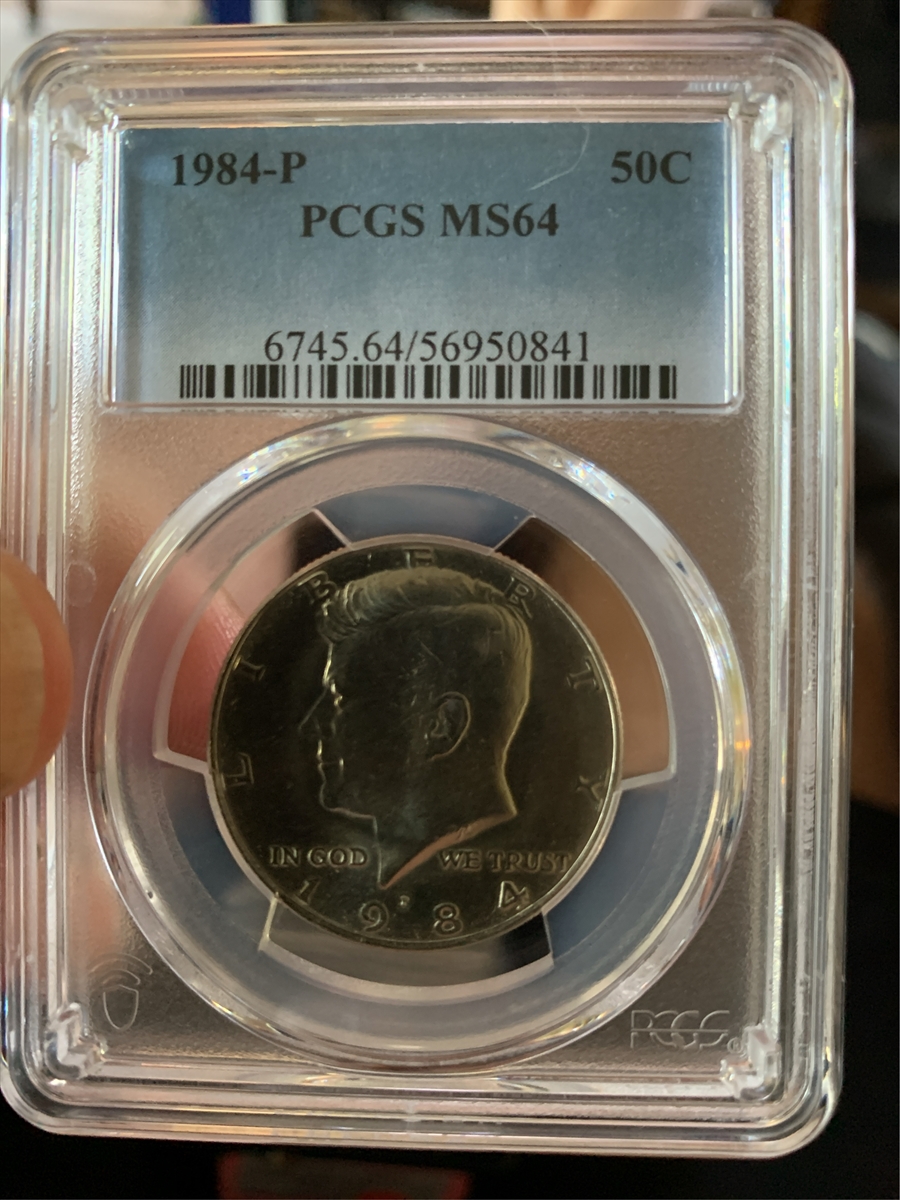 1984-P 50C
PCGS MS64
6745.64/56950841
LIBERTY
IN GOD WE TRUST
P
1984
PCGS